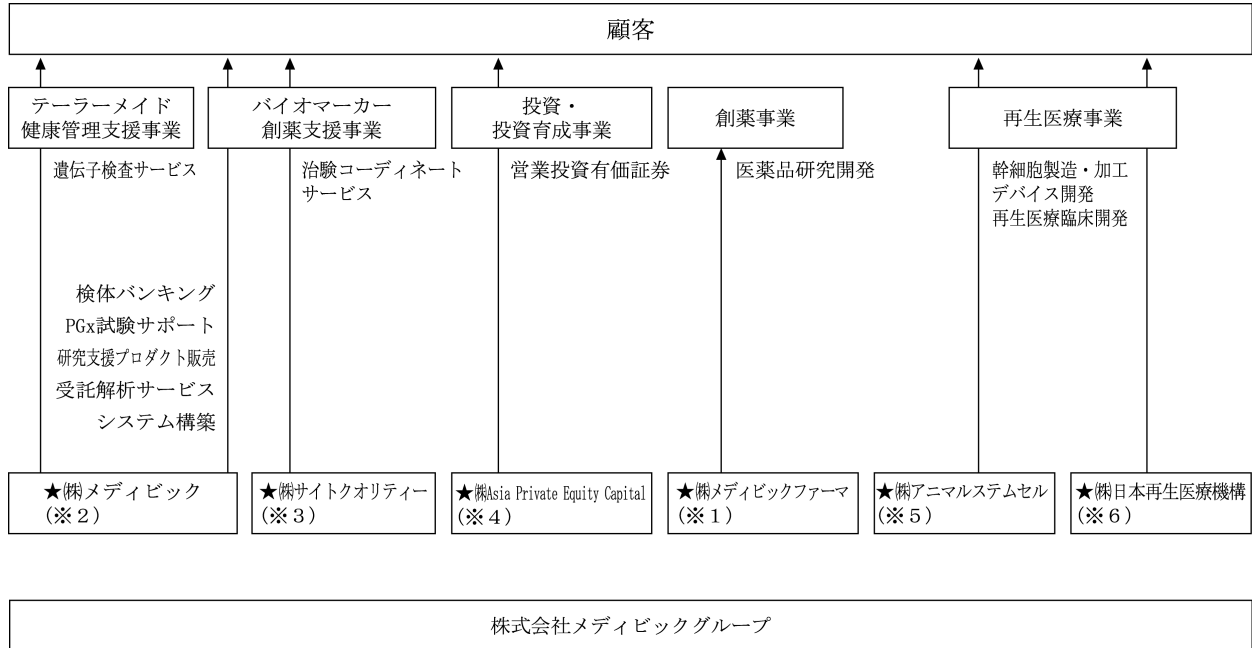 顧客
テーラーメイド
健康管理支援事業
バイオマーカー
創薬支援事業
投資・
投資育成事業
創薬事業
再生医療事業
遺伝子検査サービス
治験コーディネート
サービス
営業投資有価証券
医薬品研究開発
幹細胞製造・加工
デバイス開発
再生医療臨床開発
検体バンキング
PGx試験サポート
研究支援プロダクト販売
受託解析サービス
システム構築
★㈱メディビック
(※2)
★㈱サイトクオリティー
(※3)
★㈱Asia Private Equity Capital
(※4)
★㈱メディビックファーマ
(※1)
★㈱アニマルステムセル
(※5)
★㈱日本再生医療機構
(※6)
株式会社メディビックグループ